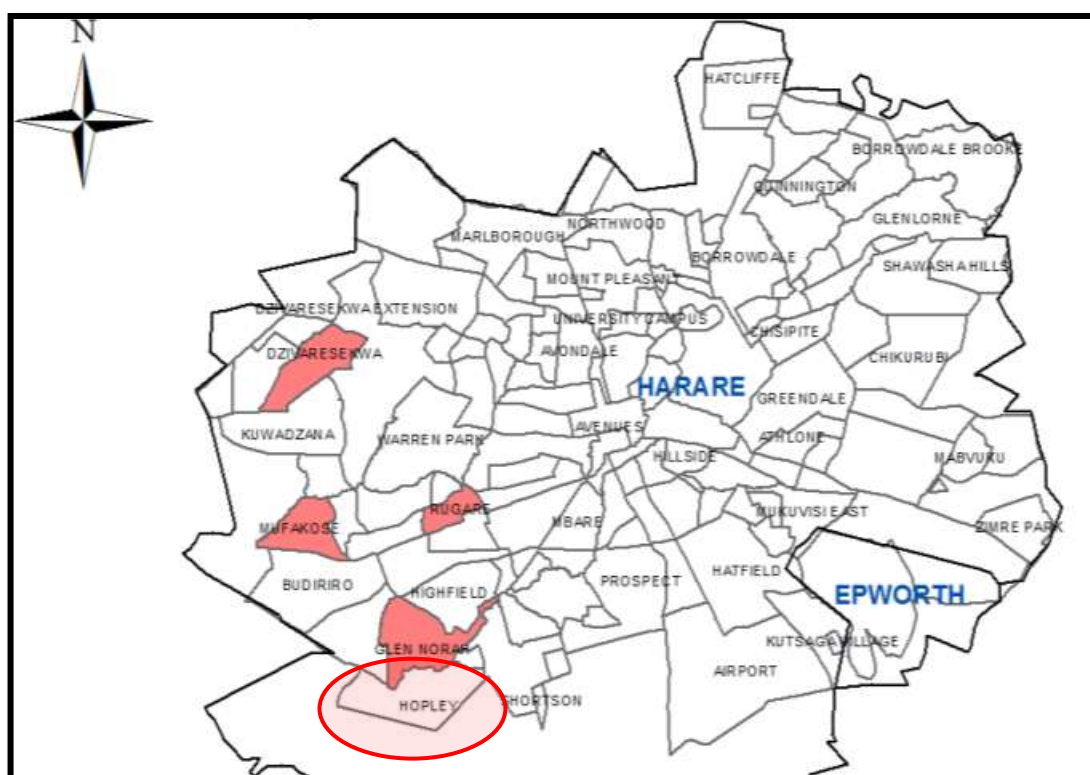 N
HATCLIFFE
BORROWDALE BROOKE
QUINNINGTON
GLENLORNE
NORTHWOOD
MARLBOROUGH
BORROWDALE
SHAWASHA HILLS
MOUNT PLEASANT
DZIVARESEKWA EXTENSION
UNIVERSITY CAMPUS
CHISIPITE
DZIVARESEKWA
AVONDALE
CHIKURUBI
HARARE
GREENDALE
KUWADZANA
WARREN PARK
AVENUES
ATHLONE
HILLSIDE
MABVUKU
RUGARE
MUKUVISI EAST
MUFAKOSE
MBARE
ZIMRE PARK
BUDIRIRO
HIGHFIELD
PROSPECT
HATFIELD
EPWORTH
GLEN NORAH
KUTSAGA VILLAGE
AIRPORT
HOPLEY
SHORTSON